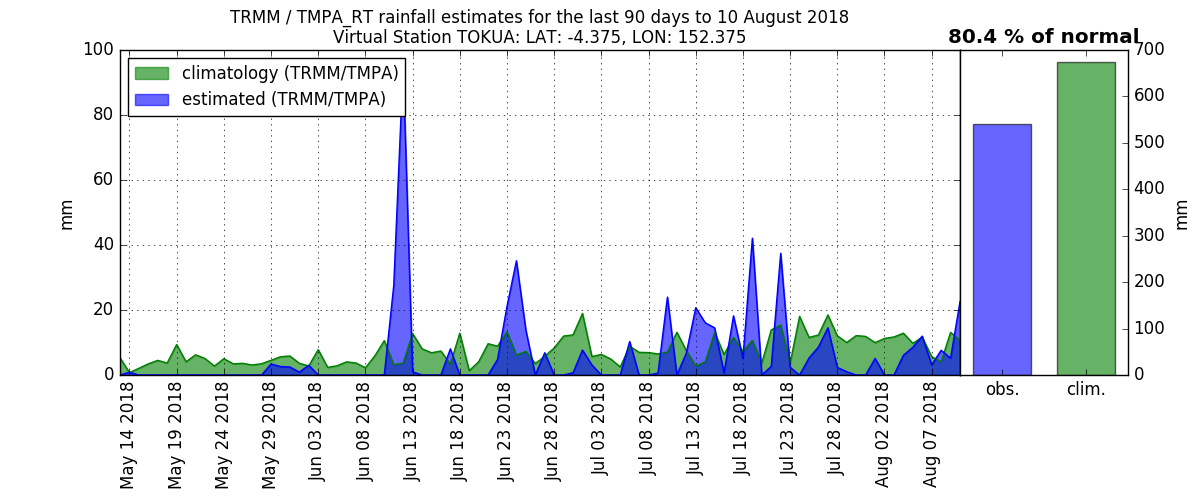 TRMM / TMPA_RT rainfall estimates for the last 90 days to 10 August 2018
Virtual Station TOKUA: LAT: -4.375, LON: 152.375
80.4 % of normal
climatology (TRMM/TMPA)
estimated (TRMM/TMPA)
mm
100
80
60
40
20
0
May 14 2018
May 19 2018
May 24 2018
May 29 2018
Jun 03 2018
Jun 08 2018
Jun 13 2018
Jun 18 2018
Jun 23 2018
Jun 28 2018
Jul 03 2018
Jul 08 2018
Jul 13 2018
Jul 18 2018
Jul 23 2018
Jul 28 2018
Aug 02 2018
Aug 07 2018
700
600
500
400
300
200
100
0
mm
obs.
clim.